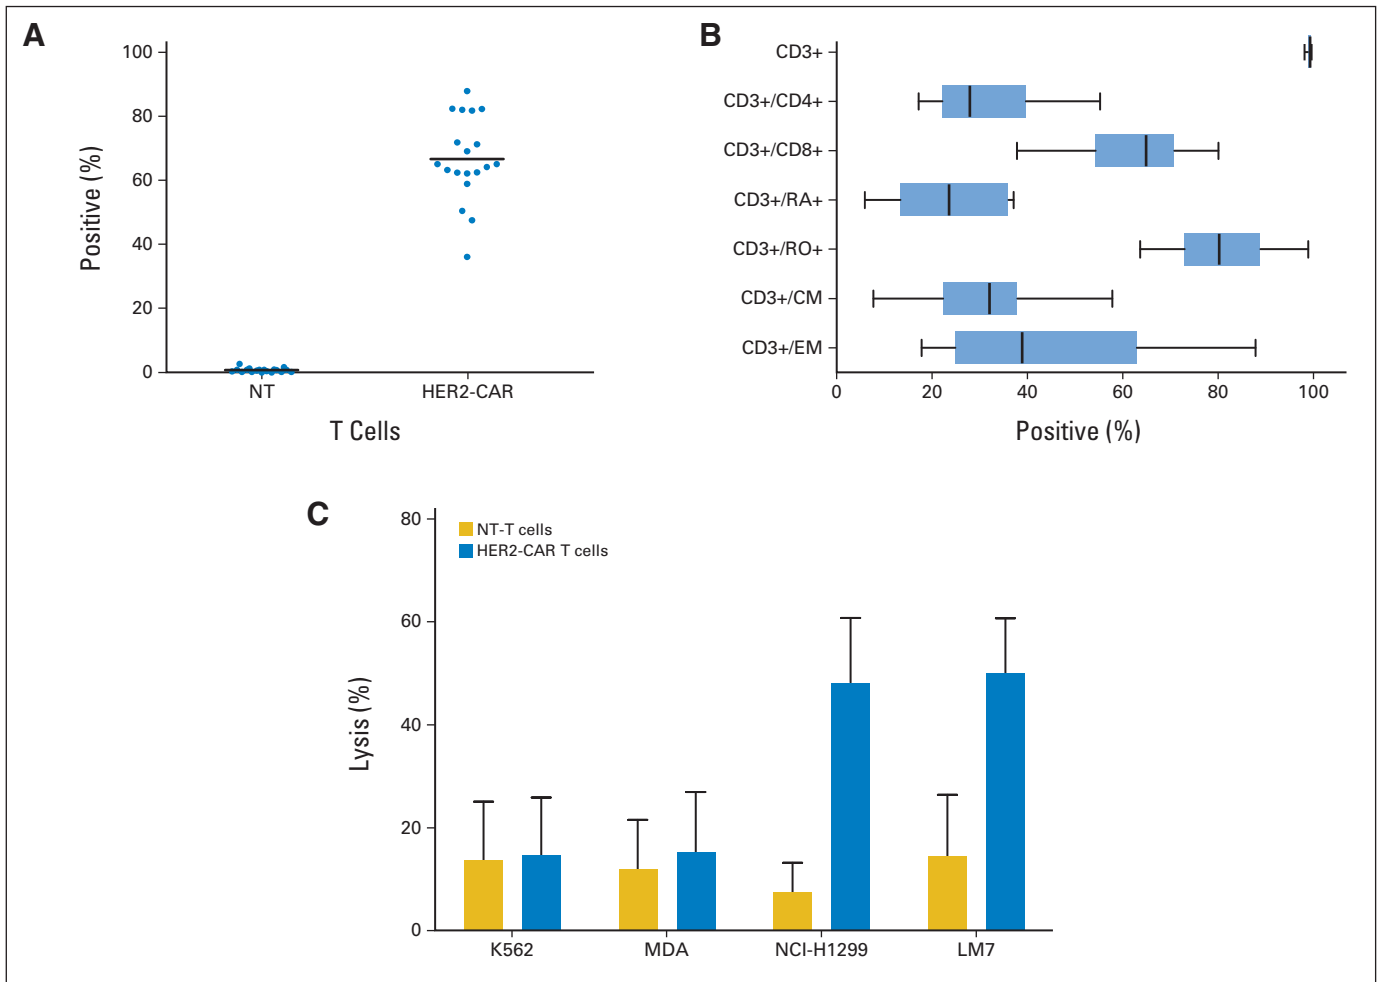 A
100
80
60
40
20
0
Positive (%)
NT
HER2-CAR
T Cells
B
CD3+
CD3+/CD4+
CD3+/CD8+
CD3+/RA+
CD3+/RO+
CD3+/CM
CD3+/EM
0
20
40
60
80
100
Positive (%)
C
80
60
40
20
0
Lysis (%)
NT-T cells
HER2-CAR T cells
K562
MDA
NCI-H1299
LM7